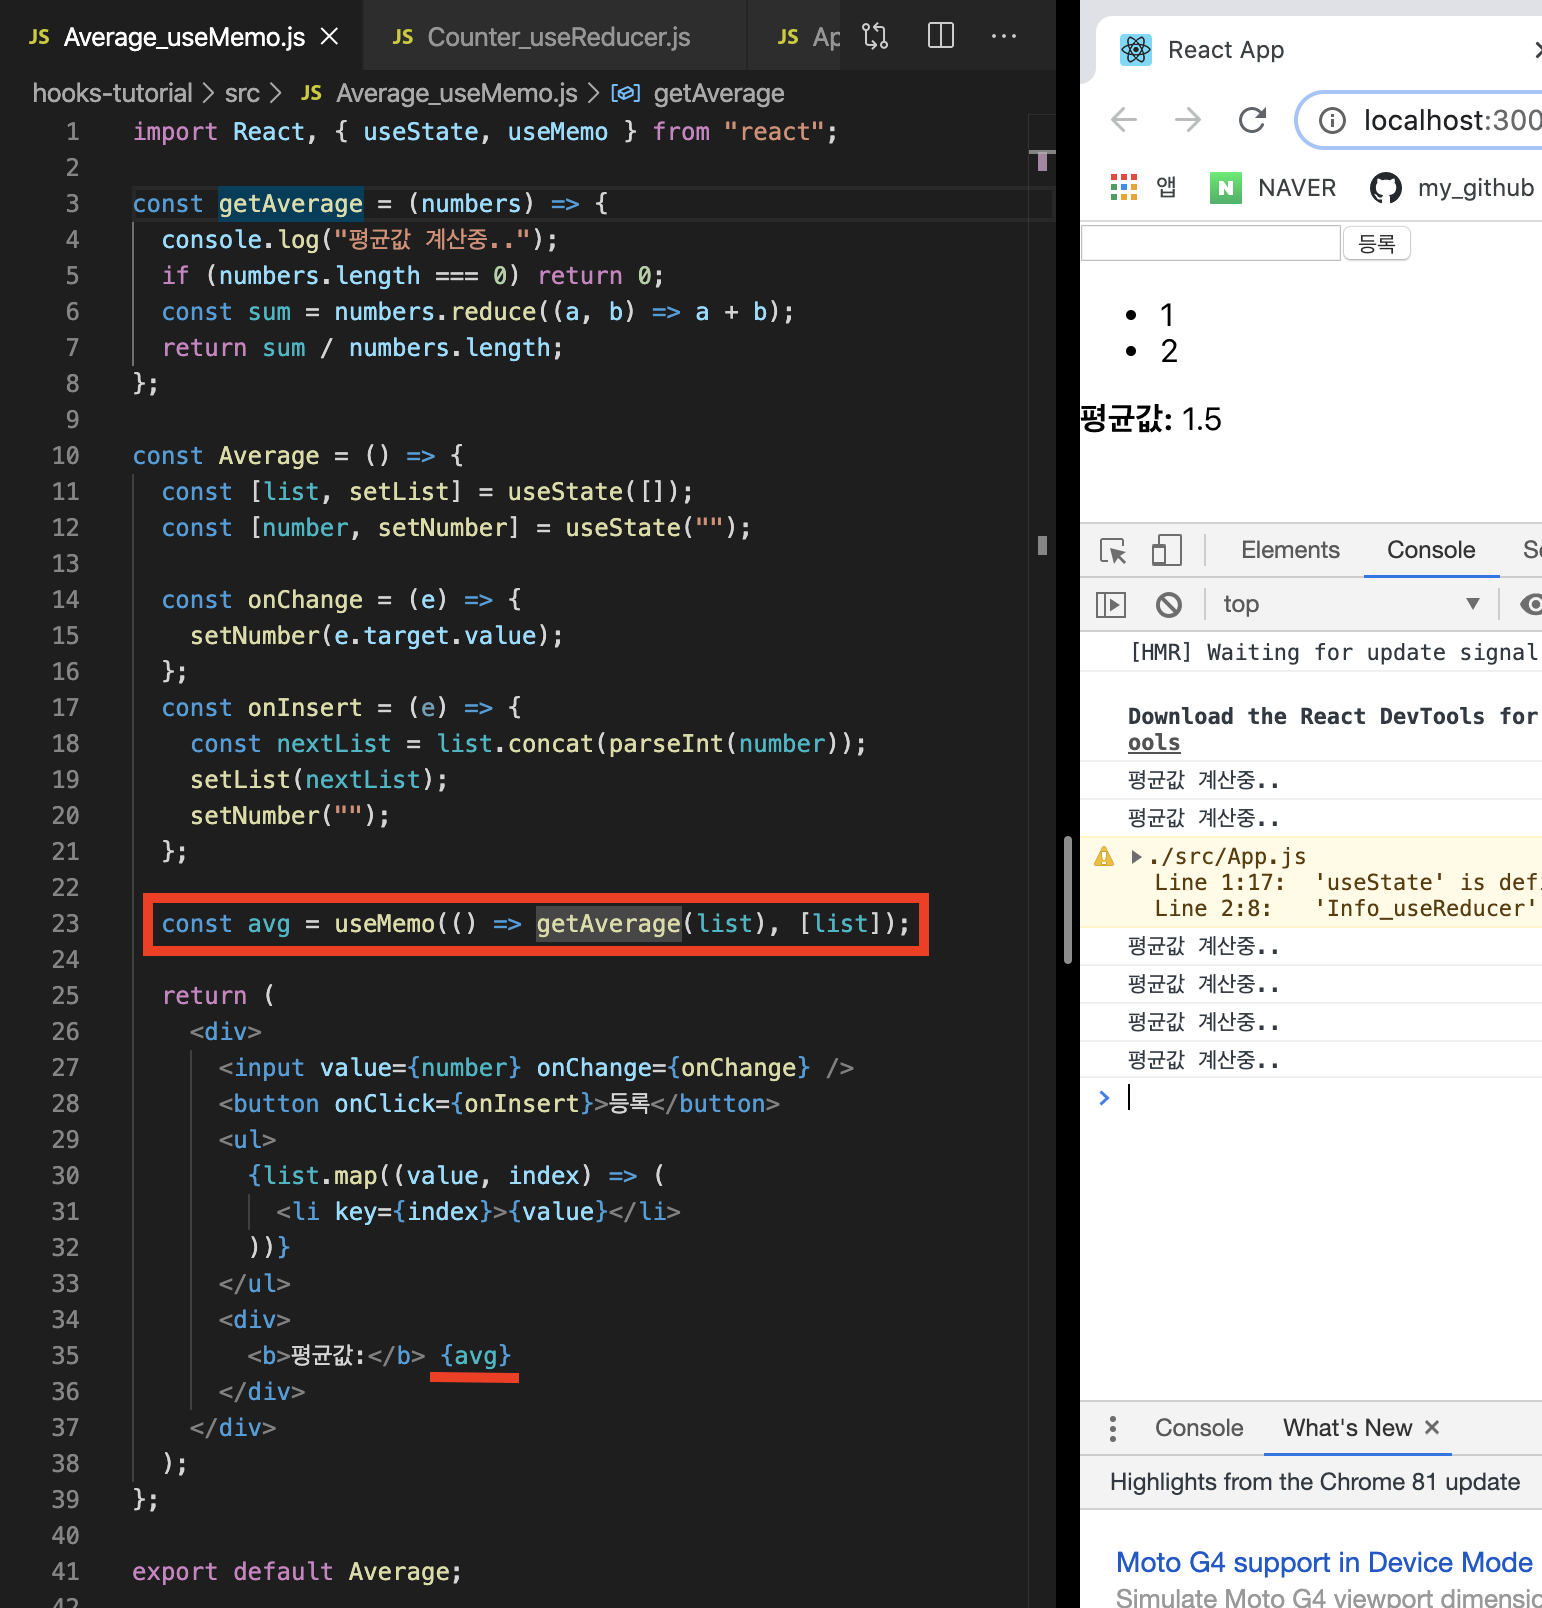 JS Average_useMemo.js
JS Counter_useReducer.js
JS Ap
hooks-tutorial > src > JS Average_useMemo.js > getAverage
1 import React, { useState, useMemo } from "react";
2
3 const getAverage = (numbers) => {
4 console.log("평균값 계산중..");
5 if (numbers.length === 0) return 0;
6 const sum = numbers.reduce((a, b) => a + b);
7 return sum / numbers.length;
8 };
9
10 const Average = () => {
11 const [list, setList] = useState([]);
12 const [number, setNumber] = useState("");
13
14 const onChange = (e) => {
15 setNumber(e.target.value);
16 };
17 const onInsert = (e) => {
18 const nextList = list.concat(parseInt(number));
19 setList(nextList);
20 setNumber("");
21 };
22
23 const avg = useMemo(() => getAverage(list), [list]);
24
25 return (
26 <div>
27 <input value={number} onChange={onChange} />
28 <button onClick={onInsert}>등록</button>
29 <ul>
30 {list.map((value, index) => (
31 <li key={index}>{value}</li>
32 ))}
33 </ul>
34 <div>
35 <b>평균값:</b> {avg}
36 </div>
37 </div>
38 );
39 };
40
41 export default Average;
42
React App
localhost:300
앱 NAVER my_github
등록
• 1
• 2
평균값: 1.5
Elements Console So
top
[HMR] Waiting for update signal
Download the React DevTools for
ools
평균값 계산중..
평균값 계산중..
./src/App.js
Line 1:17: 'useState' is defi
Line 2:8: 'Info_useReducer'
평균값 계산중..
평균값 계산중..
평균값 계산중..
평균값 계산중..
>
Console What's New
Highlights from the Chrome 81 update
Moto G4 support in Device Mode
Simulate Moto G4 viewport dimensio